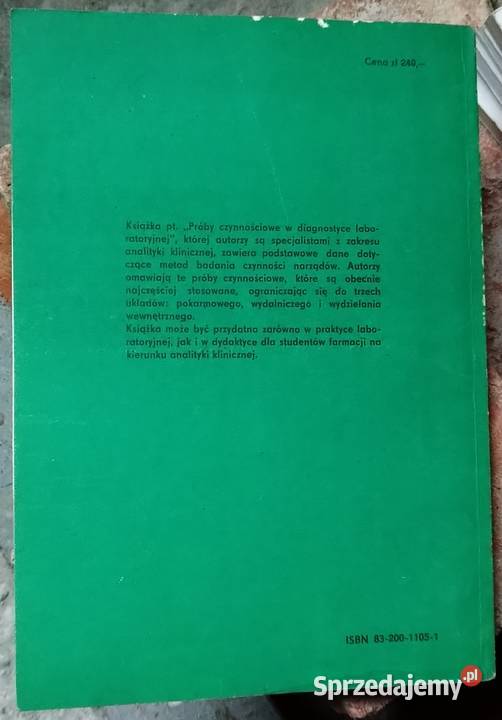 Cena zł 240,—
Książka pt. „Próby czynnościowe w diagnostyce labo-
ratoryjnej”, której autorzy są specjalistami z zakresu
analityki klinicznej, zawiera podstawowe dane doty-
czące metod badania czynności narządów. Autorzy
omawiają te próby czynnościowe, które są obecnie
najczęściej stosowane, ograniczając się do trzech
układów: pokarmowego, wydalniczego i wydzielania
wewnętrznego.
Książka może być przydatna zarówno w praktyce labo-
ratoryjnej, jak i w dydaktyce dla studentów farmacji na
kierunku analityki klinicznej.
ISBN 83-200-1105-1
Sprzedajemy.pl